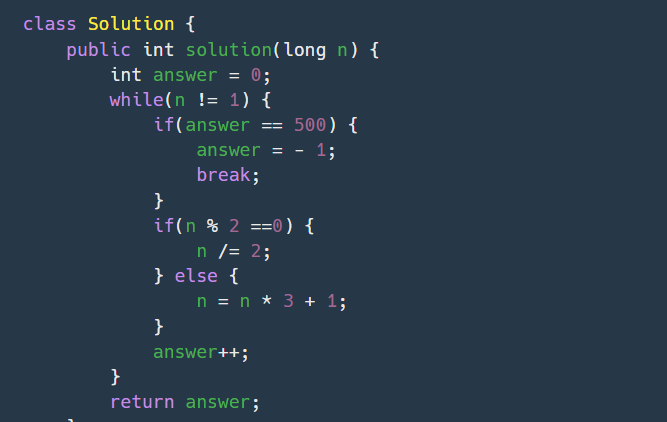 class Solution {
public int solution(long n) {
int answer = 0;
while(n != 1) {
if(answer == 500) {
answer = - 1;
break;
}
if(n % 2 ==0) {
n /= 2;
} else {
n = n * 3 + 1;
}
answer++;
}
return answer;
}